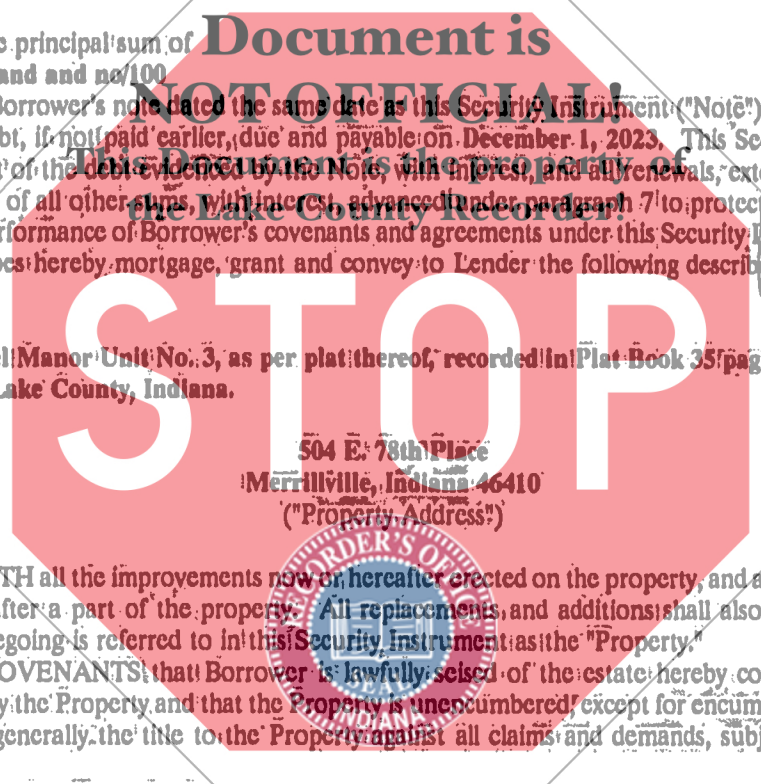 principal sum of
Document is
and and no/100
NOT OFFICIAL!
Borrower's note dated the same date as this Security Instrument ("Note")
bt, if not paid earlier, due and payable on December 1, 2023. This Sec
This Document is the property of
of the debt evidenced by the Note, with interest, and all renewals, exte
the Lake County Recorder!
of all other sums, with interest, advanced under paragraph 7 to protect
formance of Borrower's covenants and agreements under this Security
es hereby mortgage, grant and convey to Lender the following describ
STOP
l Manor Unit No. 3, as per plat thereof, recorded in Plat Book 35 pag
Lake County, Indiana.
504 E. 78th Place
Merrillville, Indiana 46410
("Property Address")
RECORDER'S OFFICE
TH all the improvements now or hereafter erected on the property, and a
fter a part of the property. All replacements and additions shall also
egoing is referred to in this Security Instrument as the "Property."
OVENANTS that Borrower is lawfully seised of the estate hereby co
SEAL
y the Property and that the Property is unencumbered, except for encum
INDIANA
generally the title to the Property against all claims and demands, subj